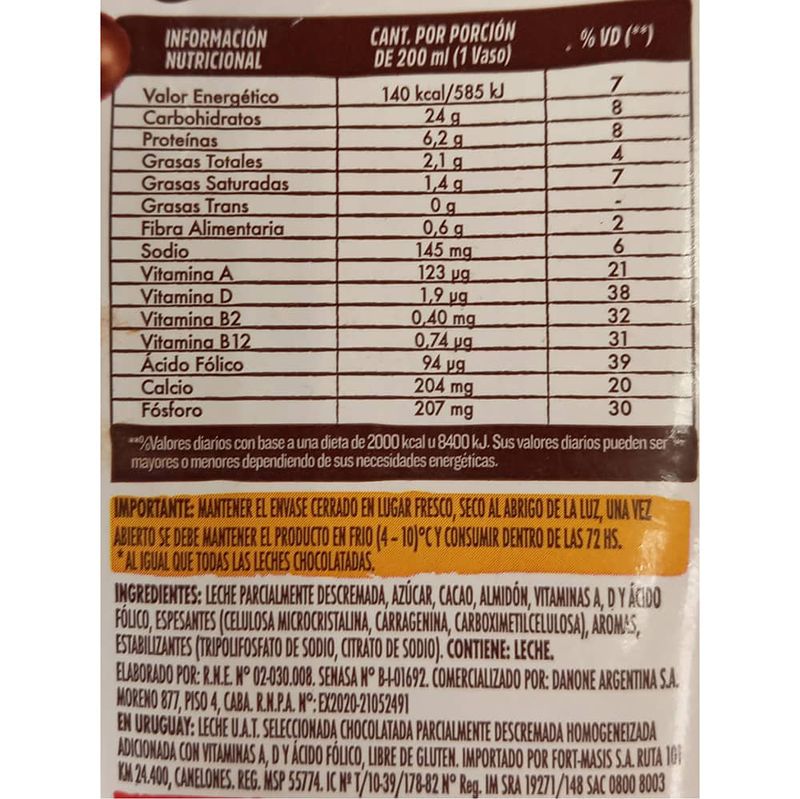 INFORMACIÓN NUTRICIONAL CANT. POR PORCIÓN DE 200 ml (1 Vaso) % VD (**)
Valor Energético 140 kcal/585 kJ 7
Carbohidratos 24 g 8
Proteínas 6,2 g 8
Grasas Totales 2,1 g 4
Grasas Saturadas 1,4 g 7
Grasas Trans 0 g -
Fibra Alimentaria 0,6 g 2
Sodio 145 mg 6
Vitamina A 123 µg 21
Vitamina D 1,9 µg 38
Vitamina B2 0,40 mg 32
Vitamina B12 0,74 µg 31
Ácido Fólico 94 µg 39
Calcio 204 mg 20
Fósforo 207 mg 30
**%Valores diarios con base a una dieta de 2000 kcal u 8400 kJ. Sus valores diarios pueden ser
mayores o menores dependiendo de sus necesidades energéticas.
IMPORTANTE: MANTENER EL ENVASE CERRADO EN LUGAR FRESCO, SECO AL ABRIGO DE LA LUZ, UNA VEZ
ABIERTO SE DEBE MANTENER EL PRODUCTO EN FRIO (4 - 10)°C Y CONSUMIR DENTRO DE LAS 72 HS.
*AL IGUAL QUE TODAS LAS LECHES CHOCOLATADAS.
INGREDIENTES: LECHE PARCIALMENTE DESCREMADA, AZÚCAR, CACAO, ALMIDÓN, VITAMINAS A, D Y ÁCIDO
FÓLICO, ESPESANTES (CELULOSA MICROCRISTALINA, CARRAGENINA, CARBOXIMETILCELULOSA), AROMAS,
ESTABILIZANTES (TRIPOLIFOSFATO DE SODIO, CITRATO DE SODIO). CONTIENE: LECHE.
ELABORADO POR: R.N.E. N° 02-030.008. SENASA N° B-I-01692. COMERCIALIZADO POR: DANONE ARGENTINA S.A.
MORENO 877, PISO 4, CABA. R.N.P.A. N°: EX2020-21052491
EN URUGUAY: LECHE U.A.T. SELECCIONADA CHOCOLATADA PARCIALMENTE DESCREMADA HOMOGENEIZADA
ADICIONADA CON VITAMINAS A, D Y ÁCIDO FÓLICO, LIBRE DE GLUTEN. IMPORTADO POR FORT-MASIS S.A. RUTA 101
KM 24.400, CANELONES. REG. MSP 55774. IC Nº T/10-39/178-82 N° Reg. IM SRA 19271/148 SAC 0800 8003